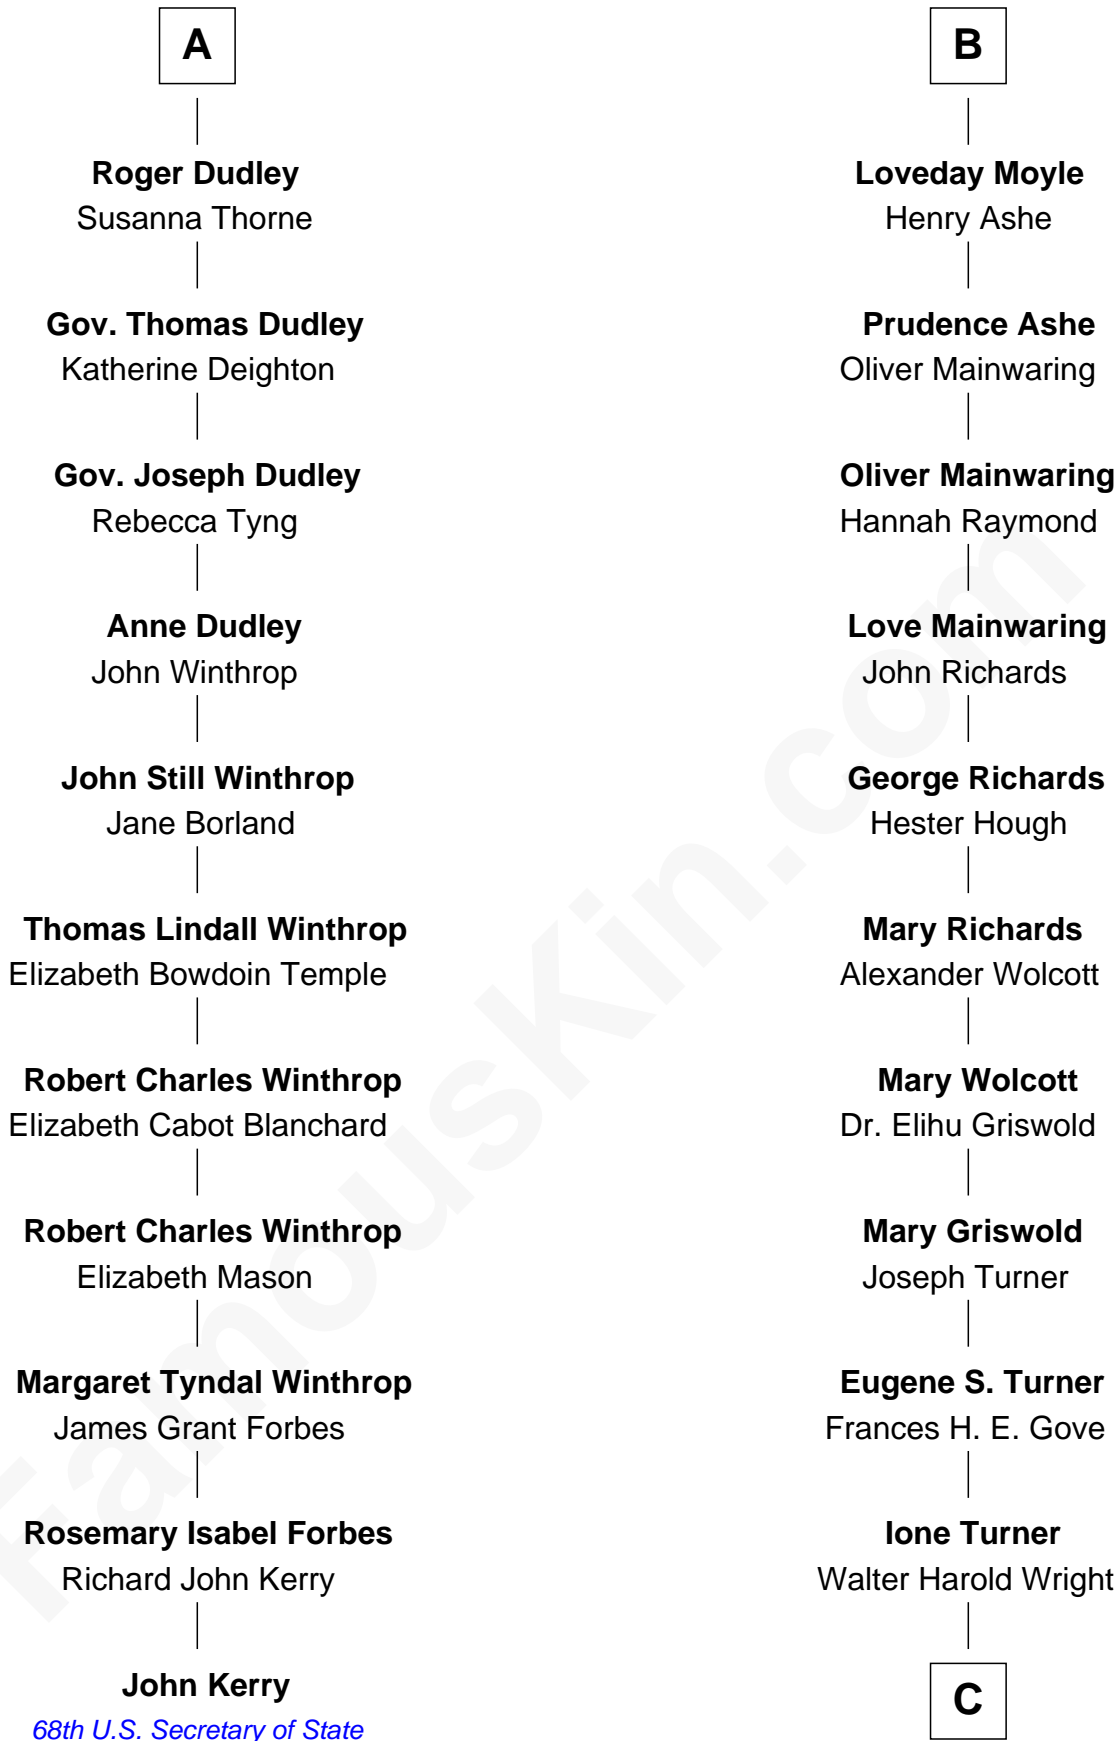 A
Roger Dudley
Susanna Thorne
Gov. Thomas Dudley
Katherine Deighton
Gov. Joseph Dudley
Rebecca Tyng
Anne Dudley
John Winthrop
John Still Winthrop
Jane Borland
Thomas Lindall Winthrop
Elizabeth Bowdoin Temple
Robert Charles Winthrop
Elizabeth Cabot Blanchard
Robert Charles Winthrop
Elizabeth Mason
Margaret Tyndal Winthrop
James Grant Forbes
Rosemary Isabel Forbes
Richard John Kerry
John Kerry
68th U.S. Secretary of State
B
Loveday Moyle
Henry Ashe
Prudence Ashe
Oliver Mainwaring
Oliver Mainwaring
Hannah Raymond
Love Mainwaring
John Richards
George Richards
Hester Hough
Mary Richards
Alexander Wolcott
Mary Wolcott
Dr. Elihu Griswold
Mary Griswold
Joseph Turner
Eugene S. Turner
Frances H. E. Gove
Ione Turner
Walter Harold Wright
C
FamousKin.com